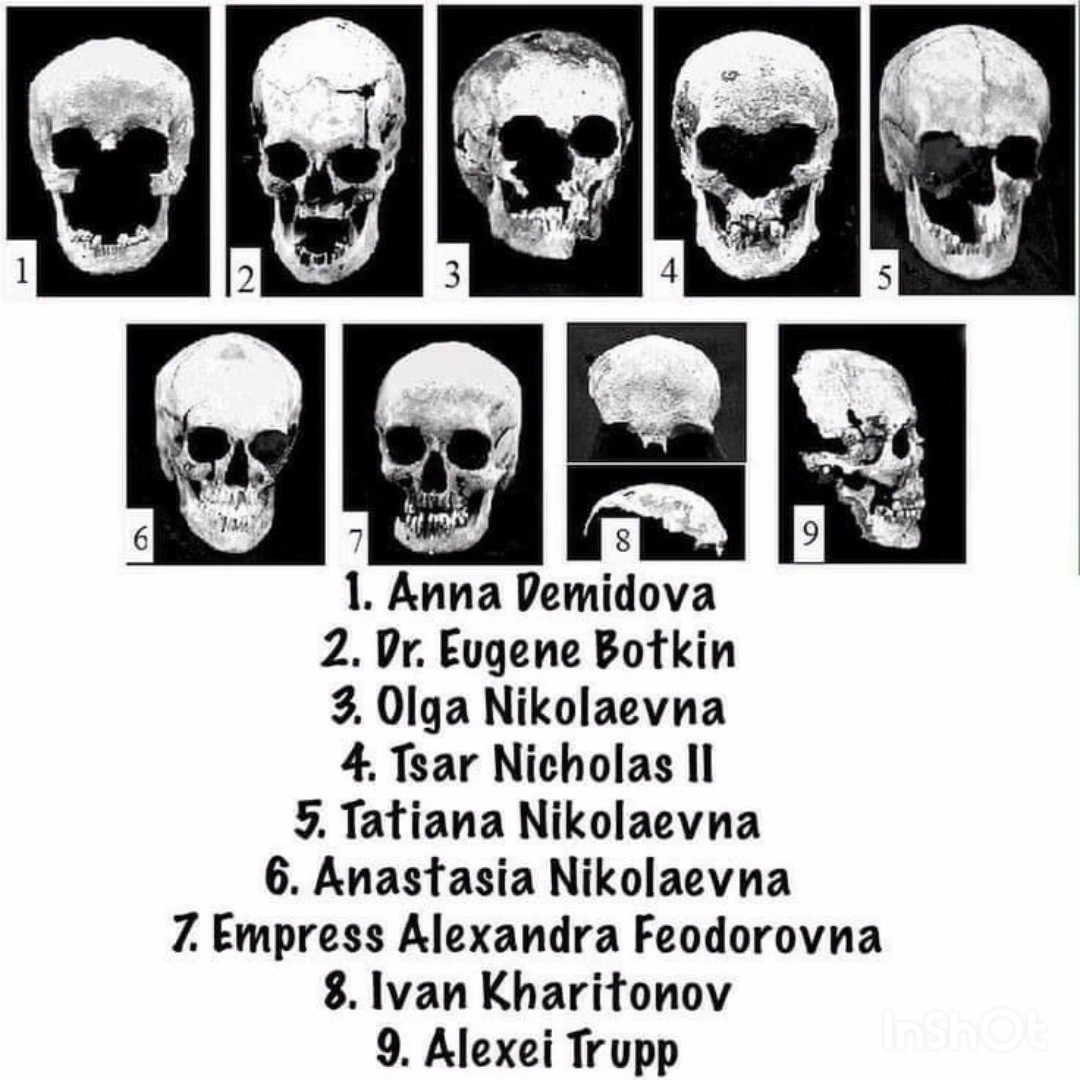 1
2
3
4
5
6
7
8
9
1. Anna Demidova
2. Dr. Eugene Botkin
3. Olga Nikolaevna
4. Tsar Nicholas II
5. Tatiana Nikolaevna
6. Anastasia Nikolaevna
7. Empress Alexandra Feodorovna
8. Ivan Kharitonov
9. Alexei Trupp
InShOt